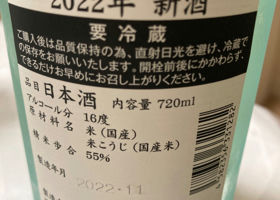 2022年 新酒
要冷蔵
ご購入後は品質保持の為、直射日光を避け、冷蔵で
の保存をお願いいたします。開栓前後にかかわらず、
できるだけお早めにお召し上がりください。
品目 日本酒 内容量 720ml
アルコール分 16度
原材料名 米(国産)
米こうじ(国産米)
精米歩合 55%
製造年月
2022.11